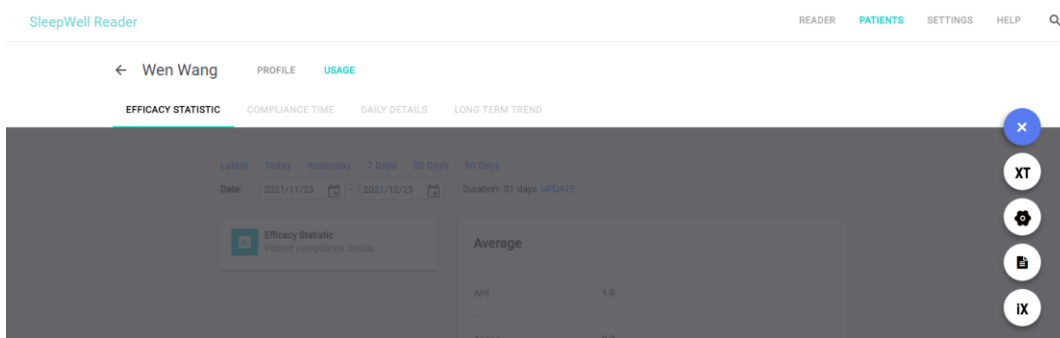 SleepWell Reader READER PATIENTS SETTINGS HELP
Wen Wang PROFILE USAGE
EFFICACY STATISTIC COMPLIANCE TIME DAILY DETAILS LONG TERM TREND
Latest Today Yesterday 7 Days 30 Days 90 Days
Date: 2021/11/23 - 2021/12/23 Duration: 31 days UPDATE
XT
Efficacy Statistic
Patient compliance details
Average
AHI 1.9
iX